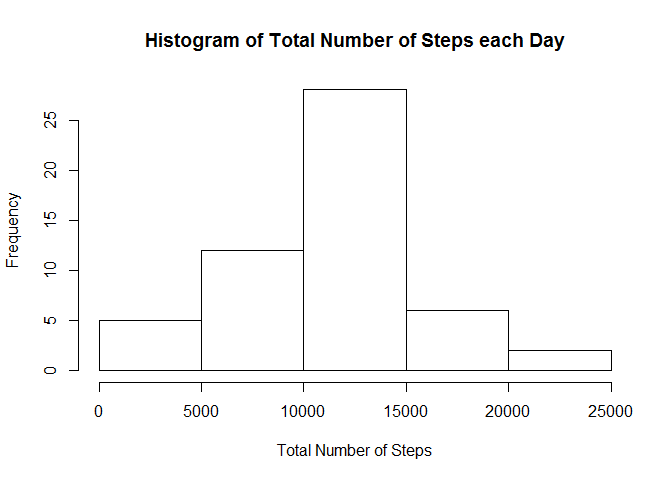 Histogram of Total Number of Steps each Day
Frequency
25
20
15
10
5
0
0 5000 10000 15000 20000 25000
Total Number of Steps